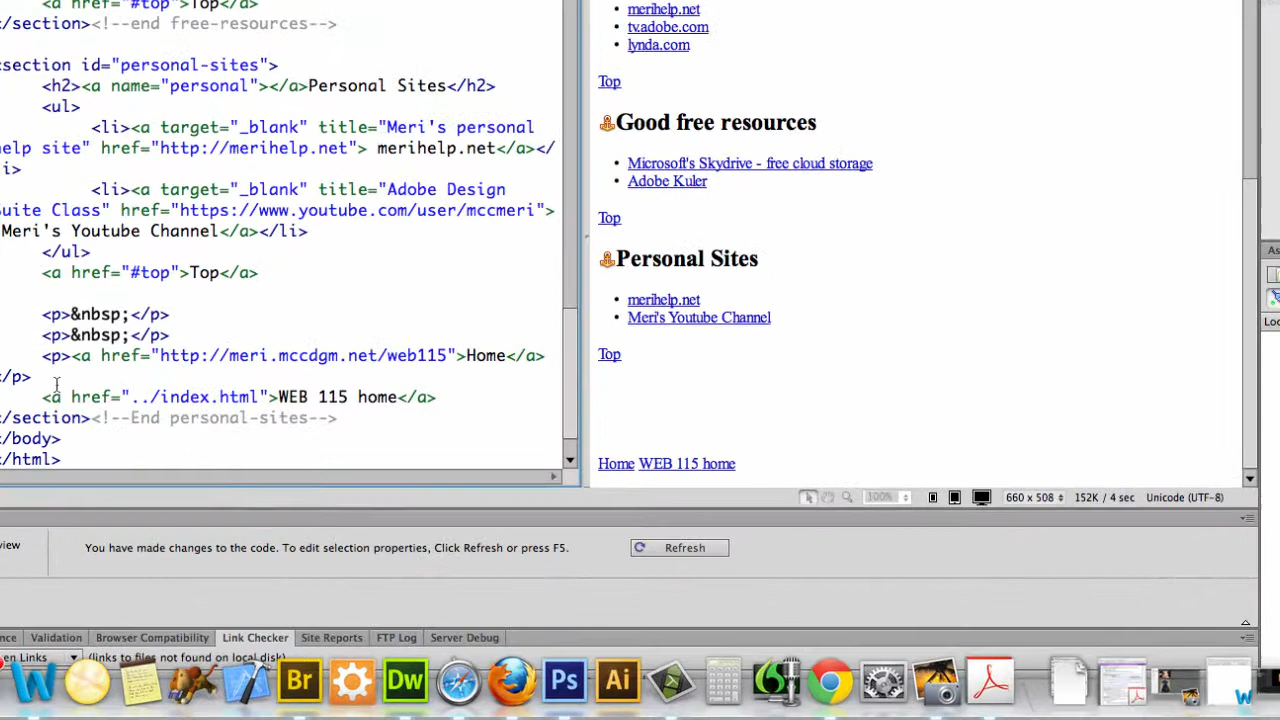 a href="#top">Top</a>
/section><!--end free-resources-->
section id="personal-sites">
<h2><a name="personal"></a>Personal Sites</h2>
<ul>
<li><a target="_blank" title="Meri's personal
elp site" href="http://merihelp.net"> merihelp.net</a></
i>
<li><a target="_blank" title="Adobe Design
Suite Class" href="https://www.youtube.com/user/mccmeri">
Meri's Youtube Channel</a></li>
</ul>
<a href="#top">Top</a>
<p>&nbsp;</p>
<p>&nbsp;</p>
<p><a href="http://meri.mccdgm.net/web115">Home</a>
/p>
<a href="../index.html">WEB 115 home</a>
/section><!--End personal-sites-->
/body>
/html>
merihelp.net
tv.adobe.com
lynda.com
Top
Good free resources
Microsoft's Skydrive - free cloud storage
Adobe Kuler
Top
Personal Sites
merihelp.net
Meri's Youtube Channel
Top
Home WEB 115 home
100% 660 x 508 152K / 4 sec Unicode (UTF-8)
As
Loc
view You have made changes to the code. To edit selection properties, Click Refresh or press F5. Refresh
nce Validation Browser Compatibility Link Checker Site Reports FTP Log Server Debug
en Links (links to files not found on local disk)
Br Dw Ps Ai